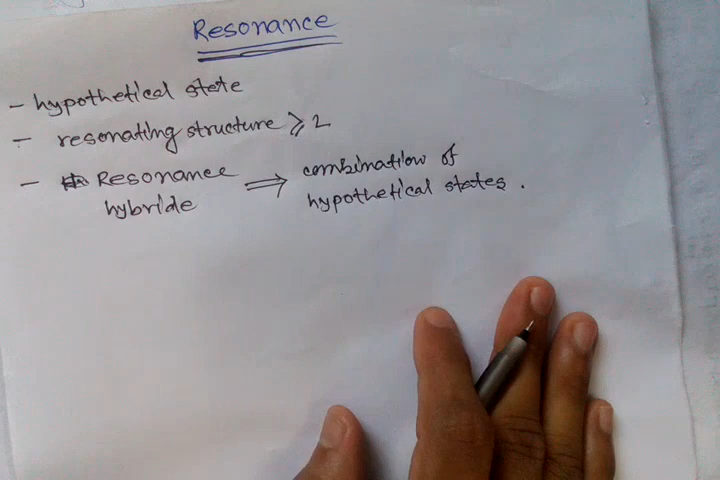 Resonance
- hypothetical state
- resonating structure ≥ 2
- Resonance hybride ⇒ combination of hypothetical states.